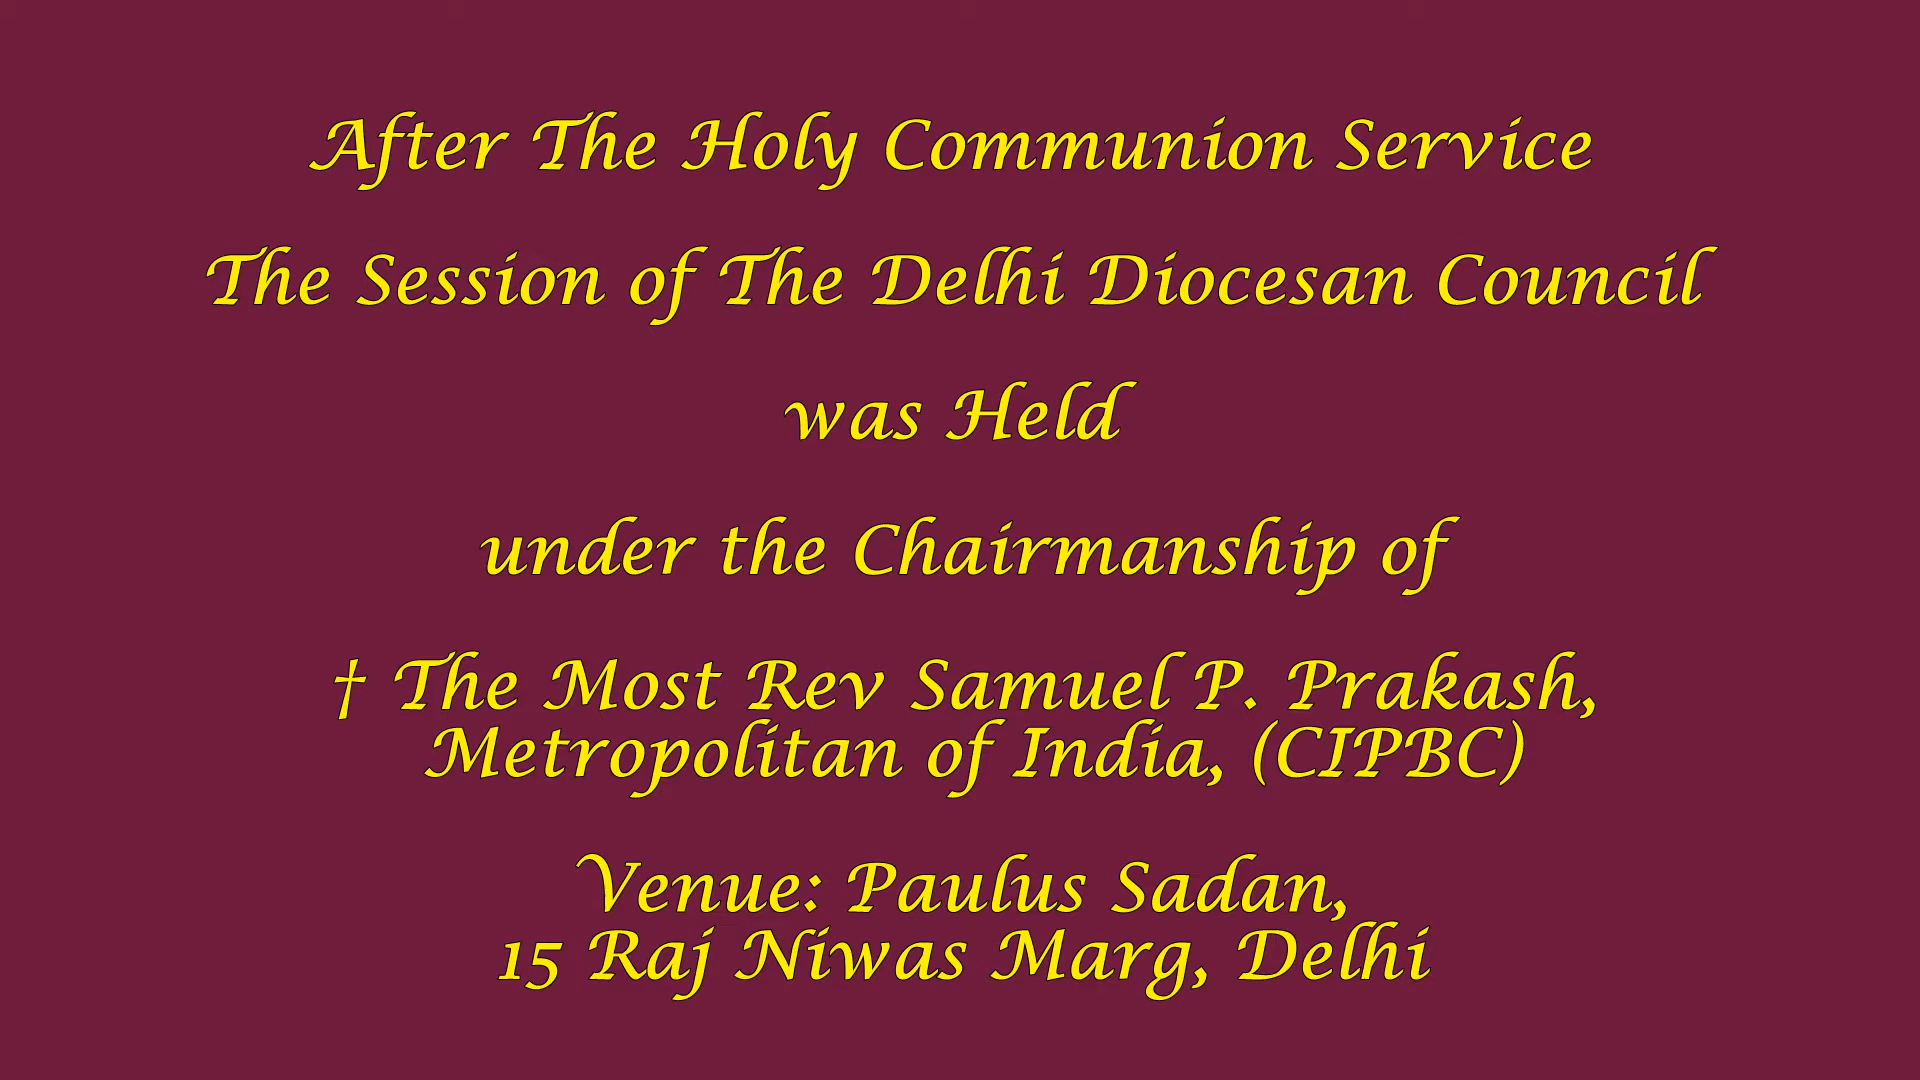 After The Holy Communion Service
The Session of The Delhi Diocesan Council
was Held
under the Chairmanship of
† The Most Rev Samuel P. Prakash,
Metropolitan of India, (CIPBC)
Venue: Paulus Sadan,
15 Raj Niwas Marg, Delhi